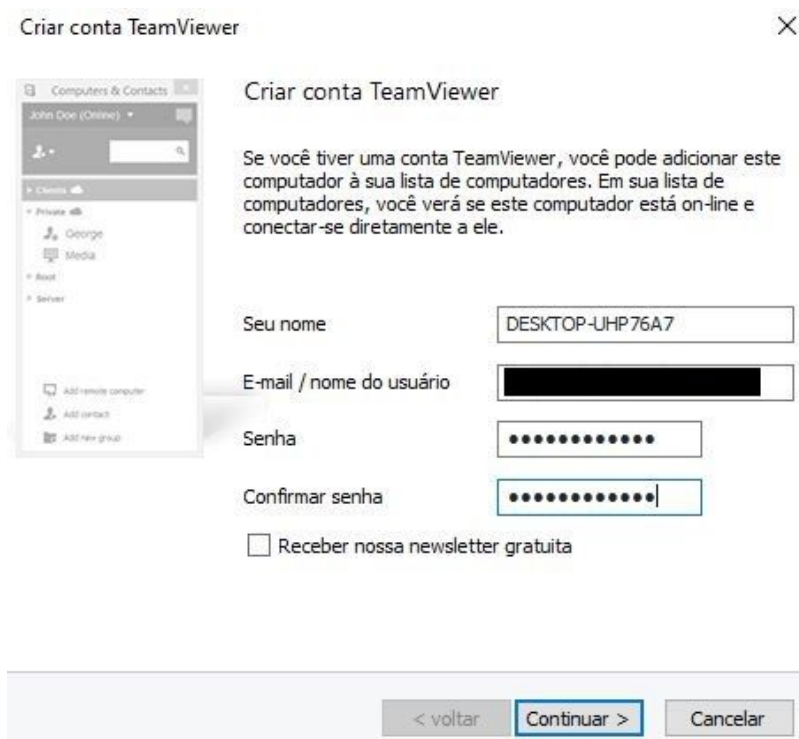 Criar conta TeamViewer
Computers & Contacts
John Doe (Online)
Clients
Private
George
Media
Root
Server
Add remote computer
Add contact
Add new group
Criar conta TeamViewer
Se você tiver uma conta TeamViewer, você pode adicionar este
computador à sua lista de computadores. Em sua lista de
computadores, você verá se este computador está on-line e
conectar-se diretamente a ele.
Seu nome
DESKTOP-UHP76A7
E-mail / nome do usuário
Senha
Confirmar senha
Receber nossa newsletter gratuita
< voltar
Continuar >
Cancelar